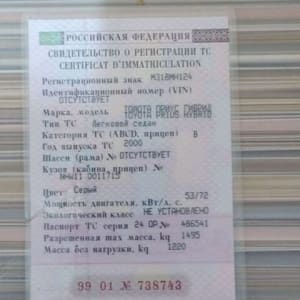 РОССИЙСКАЯ ФЕДЕРАЦИЯ
СВИДЕТЕЛЬСТВО О РЕГИСТРАЦИИ ТС
CERTIFICAT D'IMMATRICULATION
Регистрационный знак М318МН124
Идентификационный номер (VIN)
ОТСУТСТВУЕТ
Марка, модель ТОЙОТА ПРИУС ГИБРИД
TOYOTA PRIUS HYBRID
Тип ТС Легковой седан
Категория ТС (ABCD, прицеп) B
Год выпуска ТС 2000
Шасси (рама) № ОТСУТСТВУЕТ
Кузов (кабина, прицеп) №
NHW11 0011715
Цвет Серый
Мощность двигателя, кВт/л. с. 53/72
Экологический класс НЕ УСТАНОВЛЕНО
Паспорт ТС серия 24 ОР № 486541
Разрешенная max масса, kg 1495
Масса без нагрузки, kg 1220
99 01 № 738743